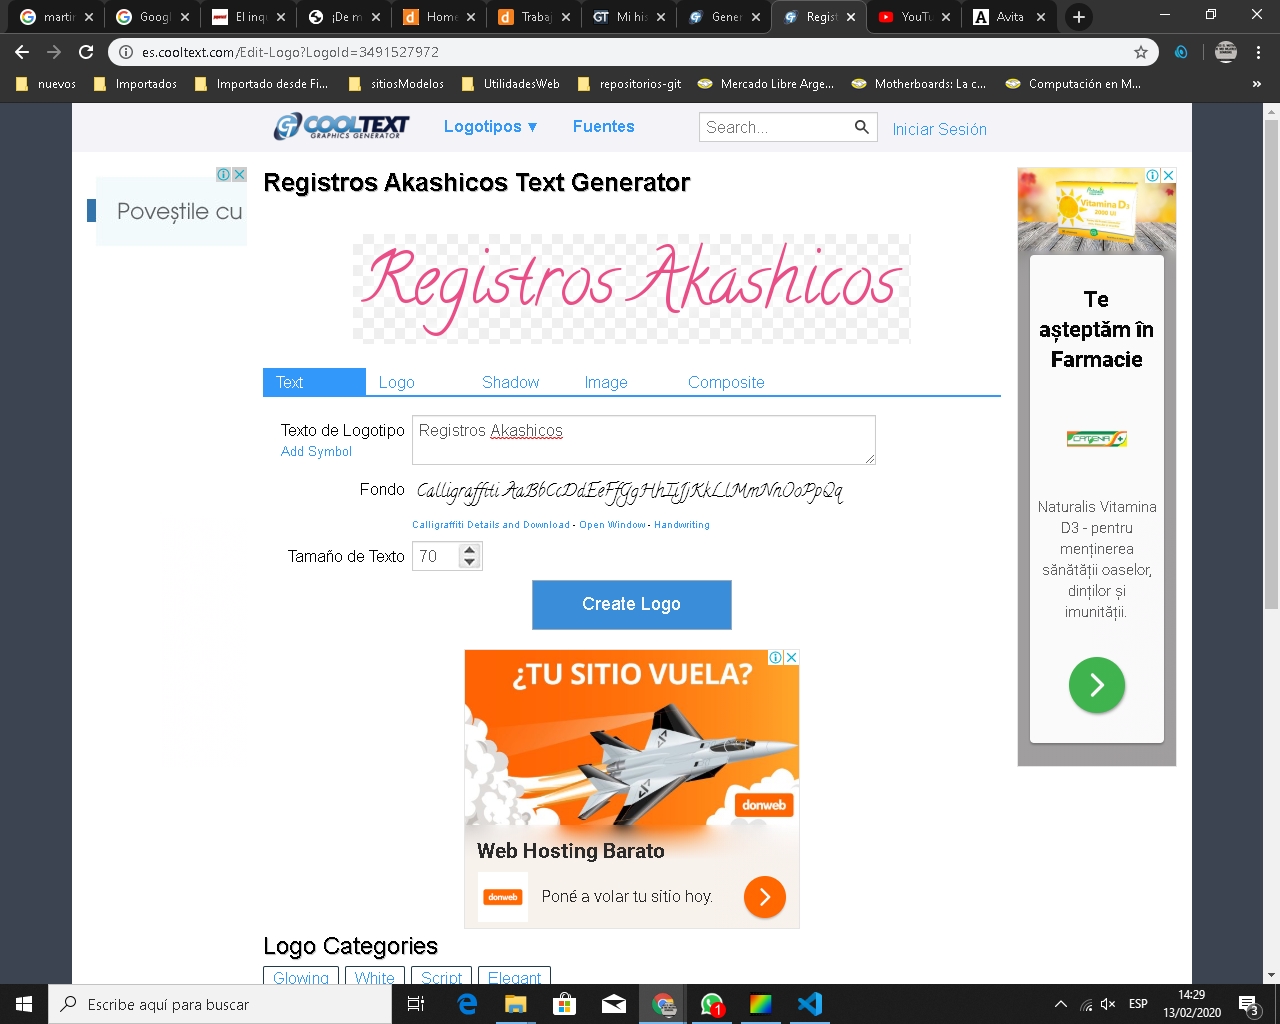 martir
Googl
El inqu
¡De m
Home
Trabaj
Mi his
Gener
Regist
YouTu
Avita
es.cooltext.com/Edit-Logo?LogoId=3491527972
nuevos
Importados
Importado desde Fi...
sitiosModelos
UtilidadesWeb
repositorios-git
Mercado Libre Arge...
Motherboards: La c...
Computación en M...
»
COOLTEXT
GRAPHICS GENERATOR
Logotipos ▼
Fuentes
Search...
Iniciar Sesión
Poveștile cu
Registros Akashicos Text Generator
Registros Akashicos
Text
Logo
Shadow
Image
Composite
Texto de Logotipo
Registros Akashicos
Add Symbol
Fondo
Calligraffiti AaBbCcDdEeFfGgHhIiJjKkLlMmNnOoPpQq
Calligraffiti Details and Download - Open Window - Handwriting
Tamaño de Texto
70
Create Logo
¿TU SITIO VUELA?
donweb
Web Hosting Barato
donweb
Poné a volar tu sitio hoy.
Logo Categories
Glowing
White
Script
Elegant
Vitamina D3
2000 UI
Te
așteptăm în
Farmacie
CATENA
Naturalis Vitamina
D3 - pentru
menținerea
sănătății oaselor,
dinților și
imunității.
Escribe aquí para buscar
1
ESP
14:29
13/02/2020
3